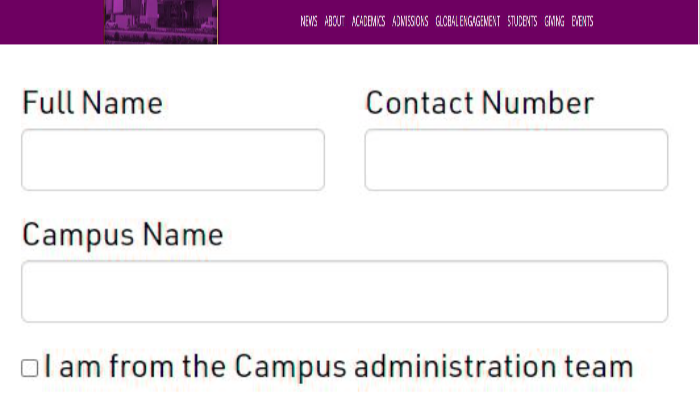 NEWS ABOUT ACADEMICS ADMISSIONS GLOBAL ENGAGEMENT STUDENTS GIVING EVENTS
Full Name Contact Number
Campus Name
I am from the Campus administration team